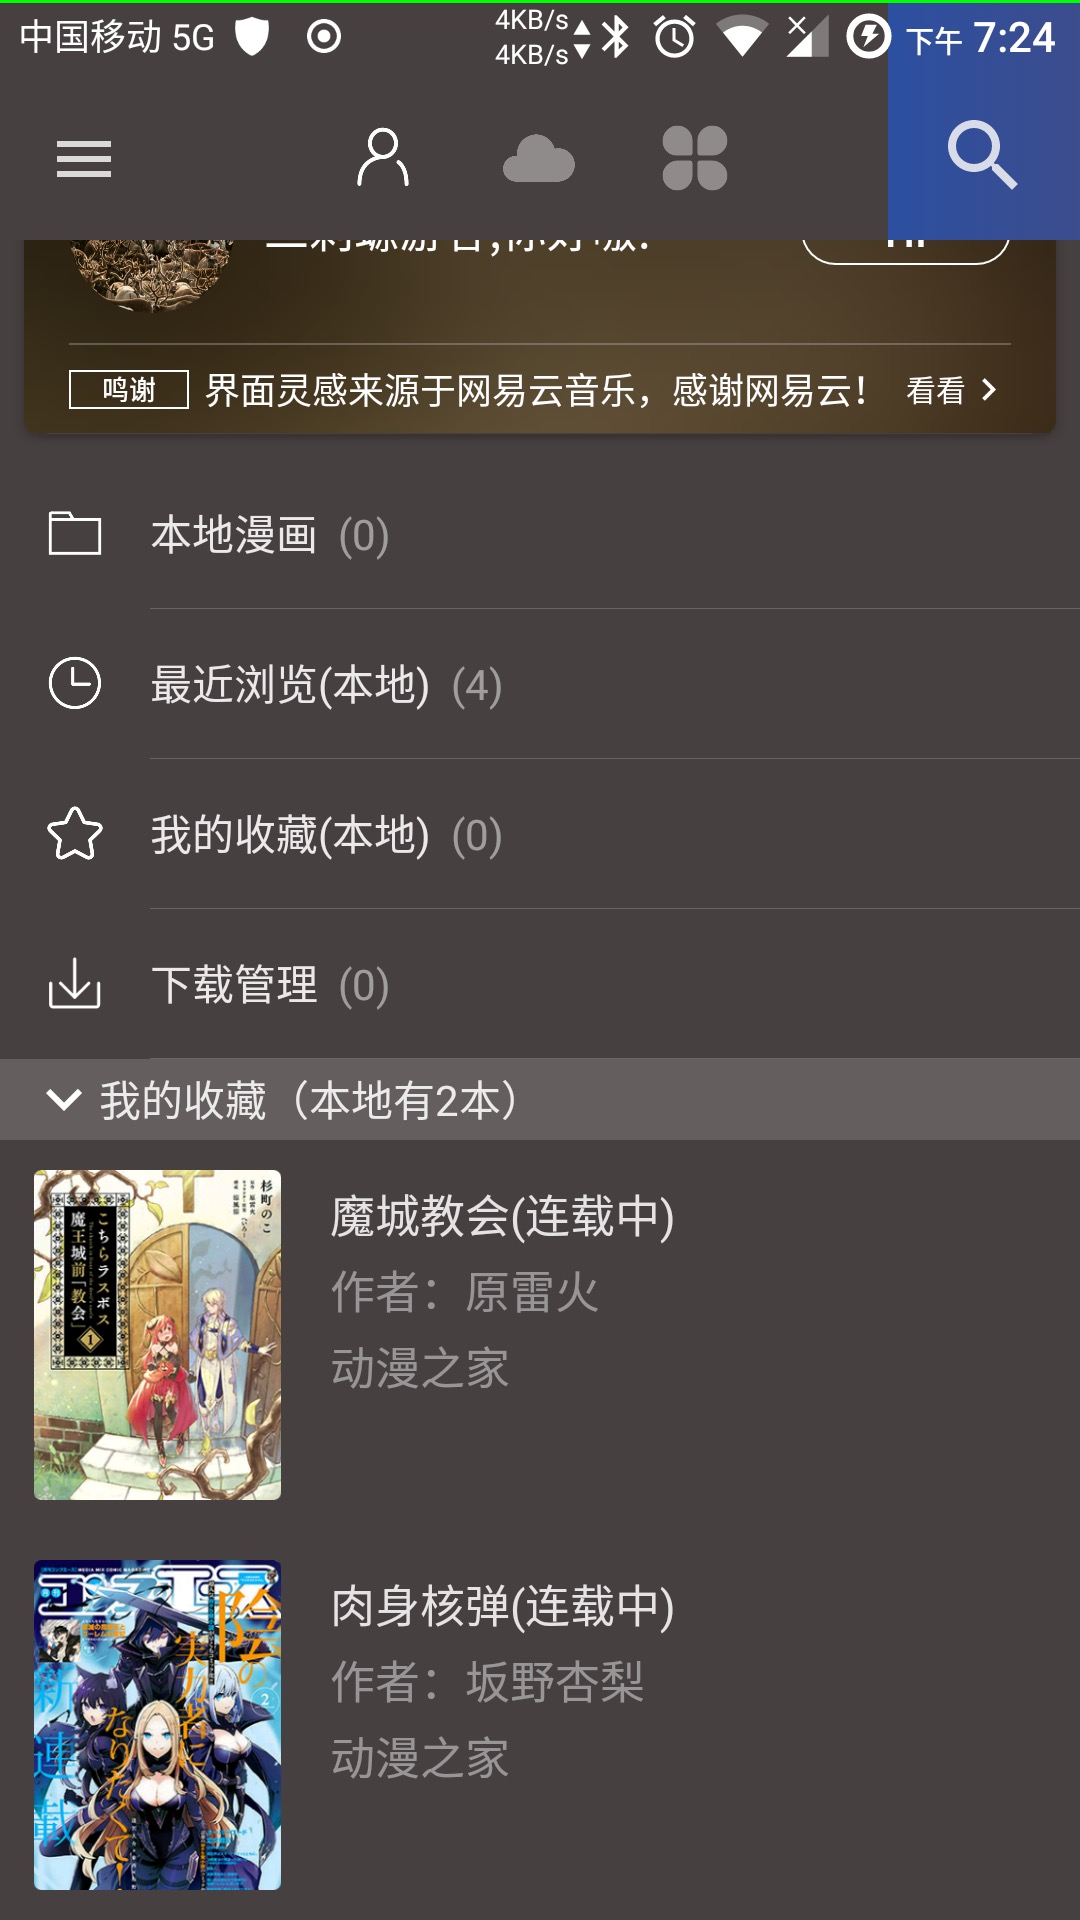 中国移动 5G
4KB/s
4KB/s
下午 7:24
鸣谢 界面灵感来源于网易云音乐，感谢网易云！ 看看
本地漫画 (0)
最近浏览(本地) (4)
我的收藏(本地) (0)
下载管理 (0)
我的收藏（本地有2本）
杉町のこ
こちらラスボス
魔王城前「教会」
1
魔城教会(连载中)
作者：原雷火
动漫之家
陰の
実力者に
なりたくて！
2
新連載
肉身核弹(连载中)
作者：坂野杏梨
动漫之家